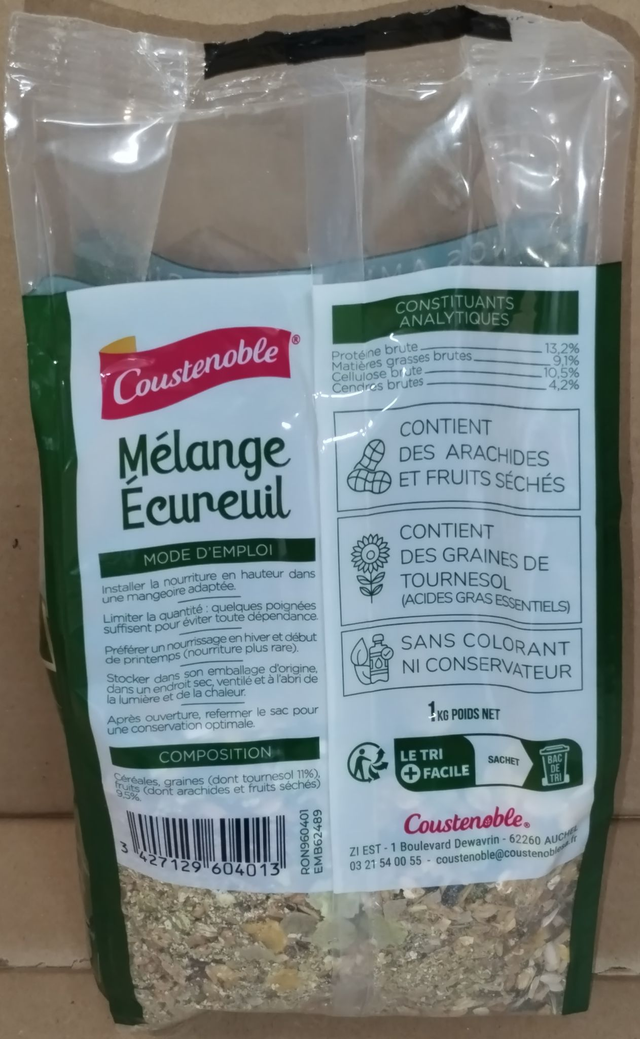 Coustenoble®
Mélange
Écureuil
MODE D'EMPLOI
Installer la nourriture en hauteur dans
une mangeoire adaptée.
Limiter la quantité : quelques poignées
suffisent pour éviter toute dépendance.
Préférer un nourrissage en hiver et début
de printemps (nourriture plus rare).
Stocker dans son emballage d'origine,
dans un endroit sec, ventilé et à l'abri de
la lumière et de la chaleur.
Après ouverture, refermer le sac pour
une conservation optimale.
COMPOSITION
Céréales, graines (dont tournesol 11%),
fruits (dont arachides et fruits séchés)
9,5%.
3 427129 604013
RON960401
EMB62489
CONSTITUANTS
ANALYTIQUES
Protéine brute 13,2%
Matières grasses brutes 9,1%
Cellulose brute 10,5%
Cendres brutes 4,2%
CONTIENT
DES ARACHIDES
ET FRUITS SÉCHÉS
CONTIENT
DES GRAINES DE
TOURNESOL
(ACIDES GRAS ESSENTIELS)
SANS COLORANT
NI CONSERVATEUR
1KG POIDS NET
LE TRI
+ FACILE
SACHET
BAC
DE
TRI
Coustenoble®
ZI EST - 1 Boulevard Dewavrin - 62260 AUCHEL
03 21 54 00 55 -